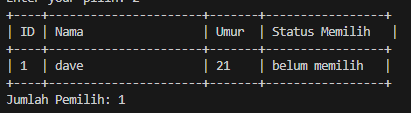 Enter your pilih: 2
+----+----------------------+-------+----------------+
| ID | Nama                 | Umur  | Status Memilih  |
+----+----------------------+-------+----------------+
| 1  | dave                 | 21    | belum memilih  |
+----+----------------------+-------+----------------+
Jumlah Pemilih: 1